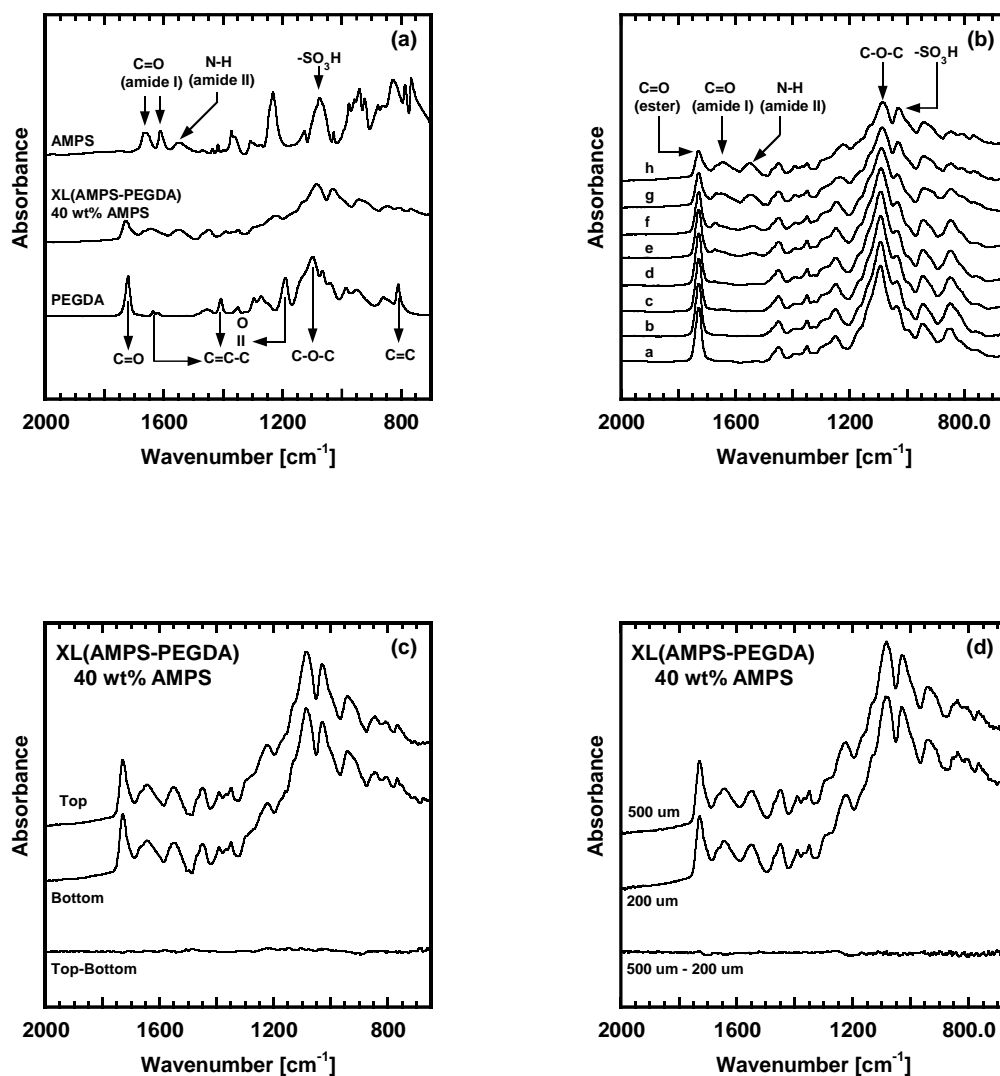 (a)
-SO3H
C=O
(amide I)
N-H
(amide II)
AMPS
XL(AMPS-PEGDA)
40 wt% AMPS
PEGDA
O
II
C=O
C=C-C
C-O-C
C=C
Absorbance
2000 1600 1200 800
Wavenumber [cm-1]
(b)
C-O-C
-SO3H
C=O
(ester)
C=O
(amide I)
N-H
(amide II)
h
g
f
e
d
c
b
a
Absorbance
2000 1600 1200 800.0
Wavenumber [cm-1]
XL(AMPS-PEGDA)
40 wt% AMPS
(c)
Top
Bottom
Top-Bottom
Absorbance
2000 1600 1200 800
Wavenumber [cm-1]
XL(AMPS-PEGDA)
40 wt% AMPS
(d)
500 um
200 um
500 um - 200 um
Absorbance
2000 1600 1200 800.0
Wavenumber [cm-1]